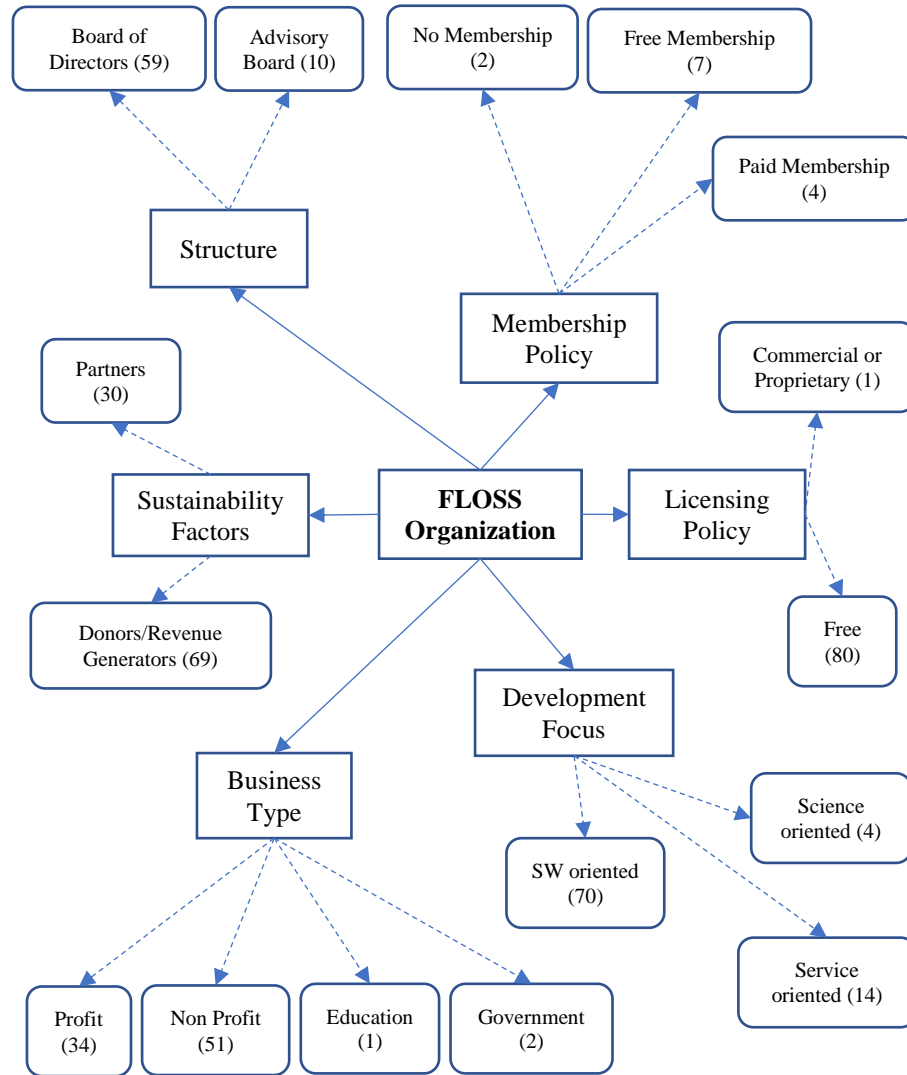 Board of
Directors (59)
Advisory
Board (10)
No Membership
(2)
Free Membership
(7)
Paid Membership
(4)
Structure
Membership
Policy
Partners
(30)
Commercial or
Proprietary (1)
Sustainability
Factors
FLOSS
Organization
Licensing
Policy
Donors/Revenue
Generators (69)
Free
(80)
Development
Focus
Business
Type
Science
oriented (4)
SW oriented
(70)
Service
oriented (14)
Profit
(34)
Non Profit
(51)
Education
(1)
Government
(2)